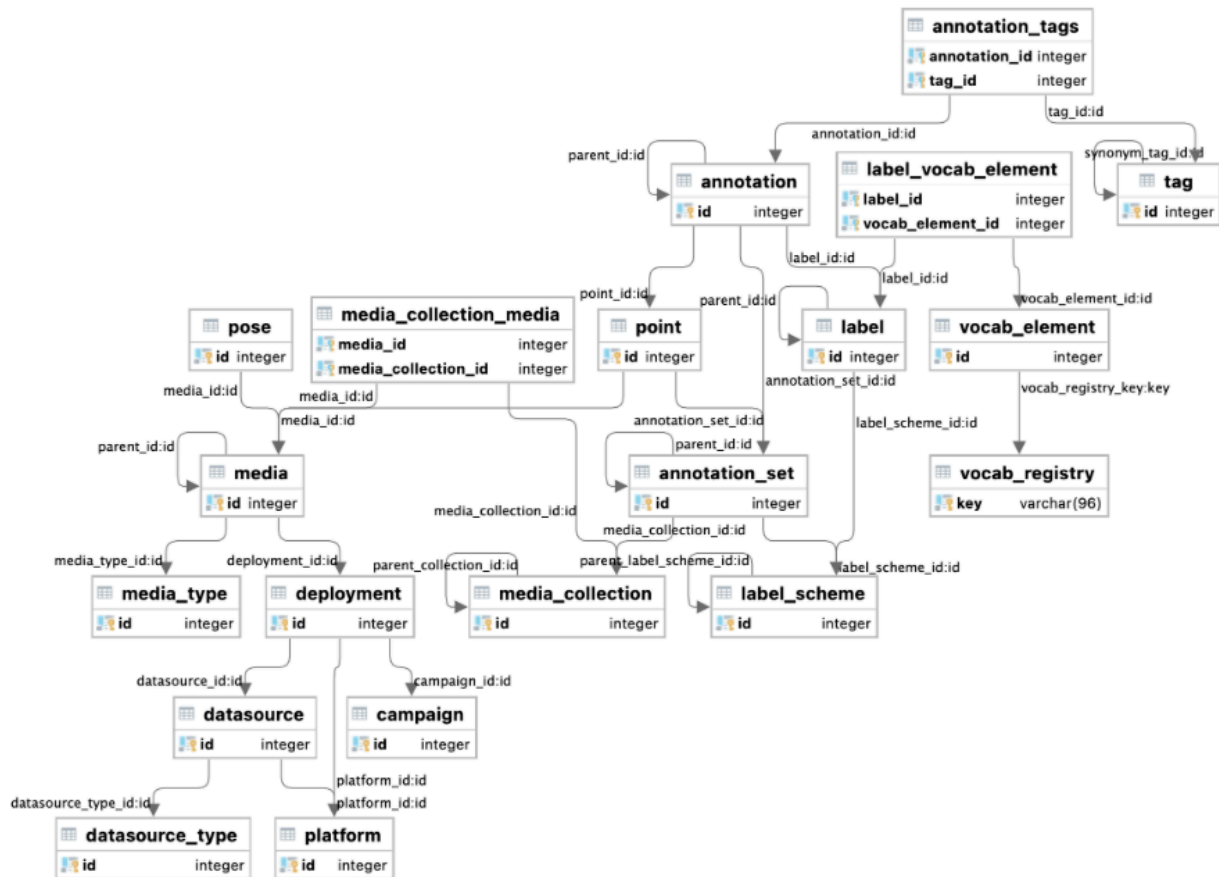 annotation_tags
annotation_id integer
tag_id integer
tag_id:id
annotation_id:id
parent_id:id
synonym_tag_id:id
annotation
id integer
label_vocab_element
label_id integer
vocab_element_id integer
tag
id integer
label_id:id
label_id:id
point_id:id
parent_id:id
vocab_element_id:id
pose
id integer
media_collection_media
media_id integer
media_collection_id integer
point
id integer
label
id integer
vocab_element
id integer
annotation_set_id:id
media_id:id
media_id:id
media_id:id
annotation_set_id:id
label_scheme_id:id
vocab_registry_key:key
parent_id:id
parent_id:id
media
id integer
annotation_set
id integer
vocab_registry
key varchar(96)
media_collection_id:id
media_collection_id:id
media_type_id:id
deployment_id:id
parent_collection_id:id
parent_label_scheme_id:id
label_scheme_id:id
media_type
id integer
deployment
id integer
media_collection
id integer
label_scheme
id integer
datasource_id:id
campaign_id:id
datasource
id integer
campaign
id integer
platform_id:id
datasource_type_id:id
platform_id:id
datasource_type
id integer
platform
id integer